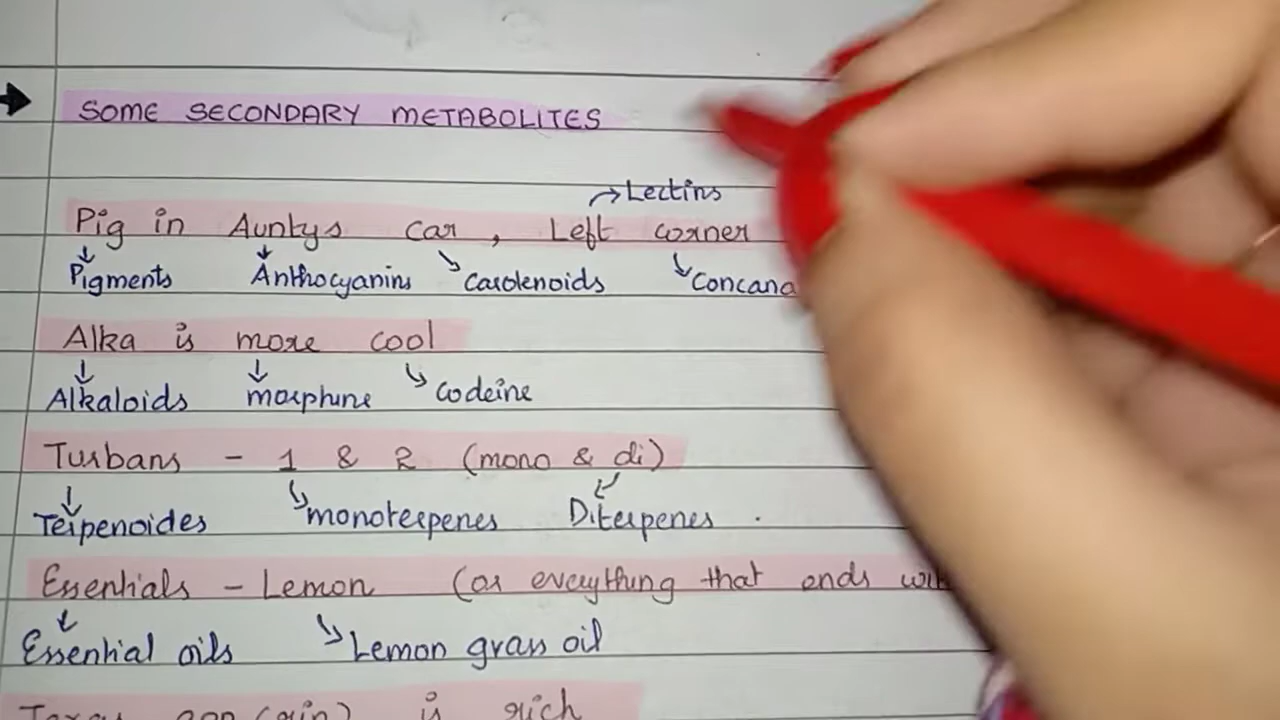 SOME SECONDARY METABOLITES
Lectins
Pig in Auntys car, Left corner
Pigments Anthocyanins Carotenoids Concana
Alka is more cool
Alkaloids morphine codeine
Turbans - 1 & 2 (mono & di)
Terpenoides monoterpenes Diterpenes .
Essentials - Lemon (or everything that ends
Essential oils Lemon grass oil
is rich